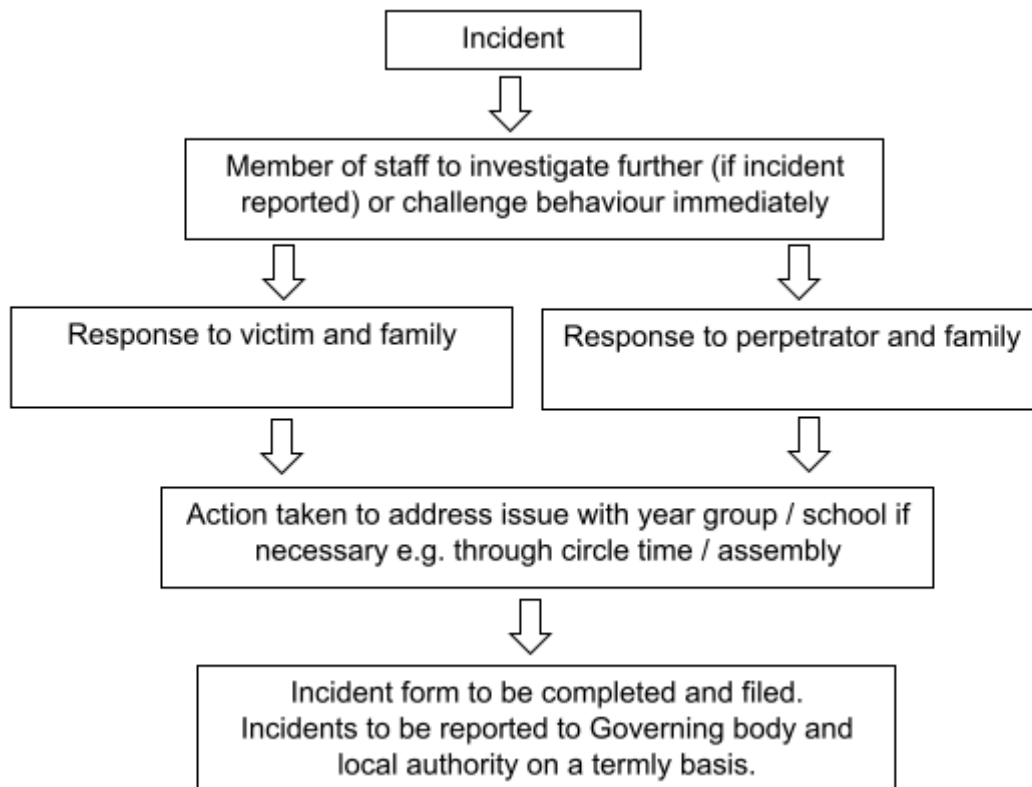 Incident
Member of staff to investigate further (if incident
reported) or challenge behaviour immediately
Response to victim and family
Response to perpetrator and family
Action taken to address issue with year group / school if
necessary e.g. through circle time / assembly
Incident form to be completed and filed.
Incidents to be reported to Governing body and
local authority on a termly basis.